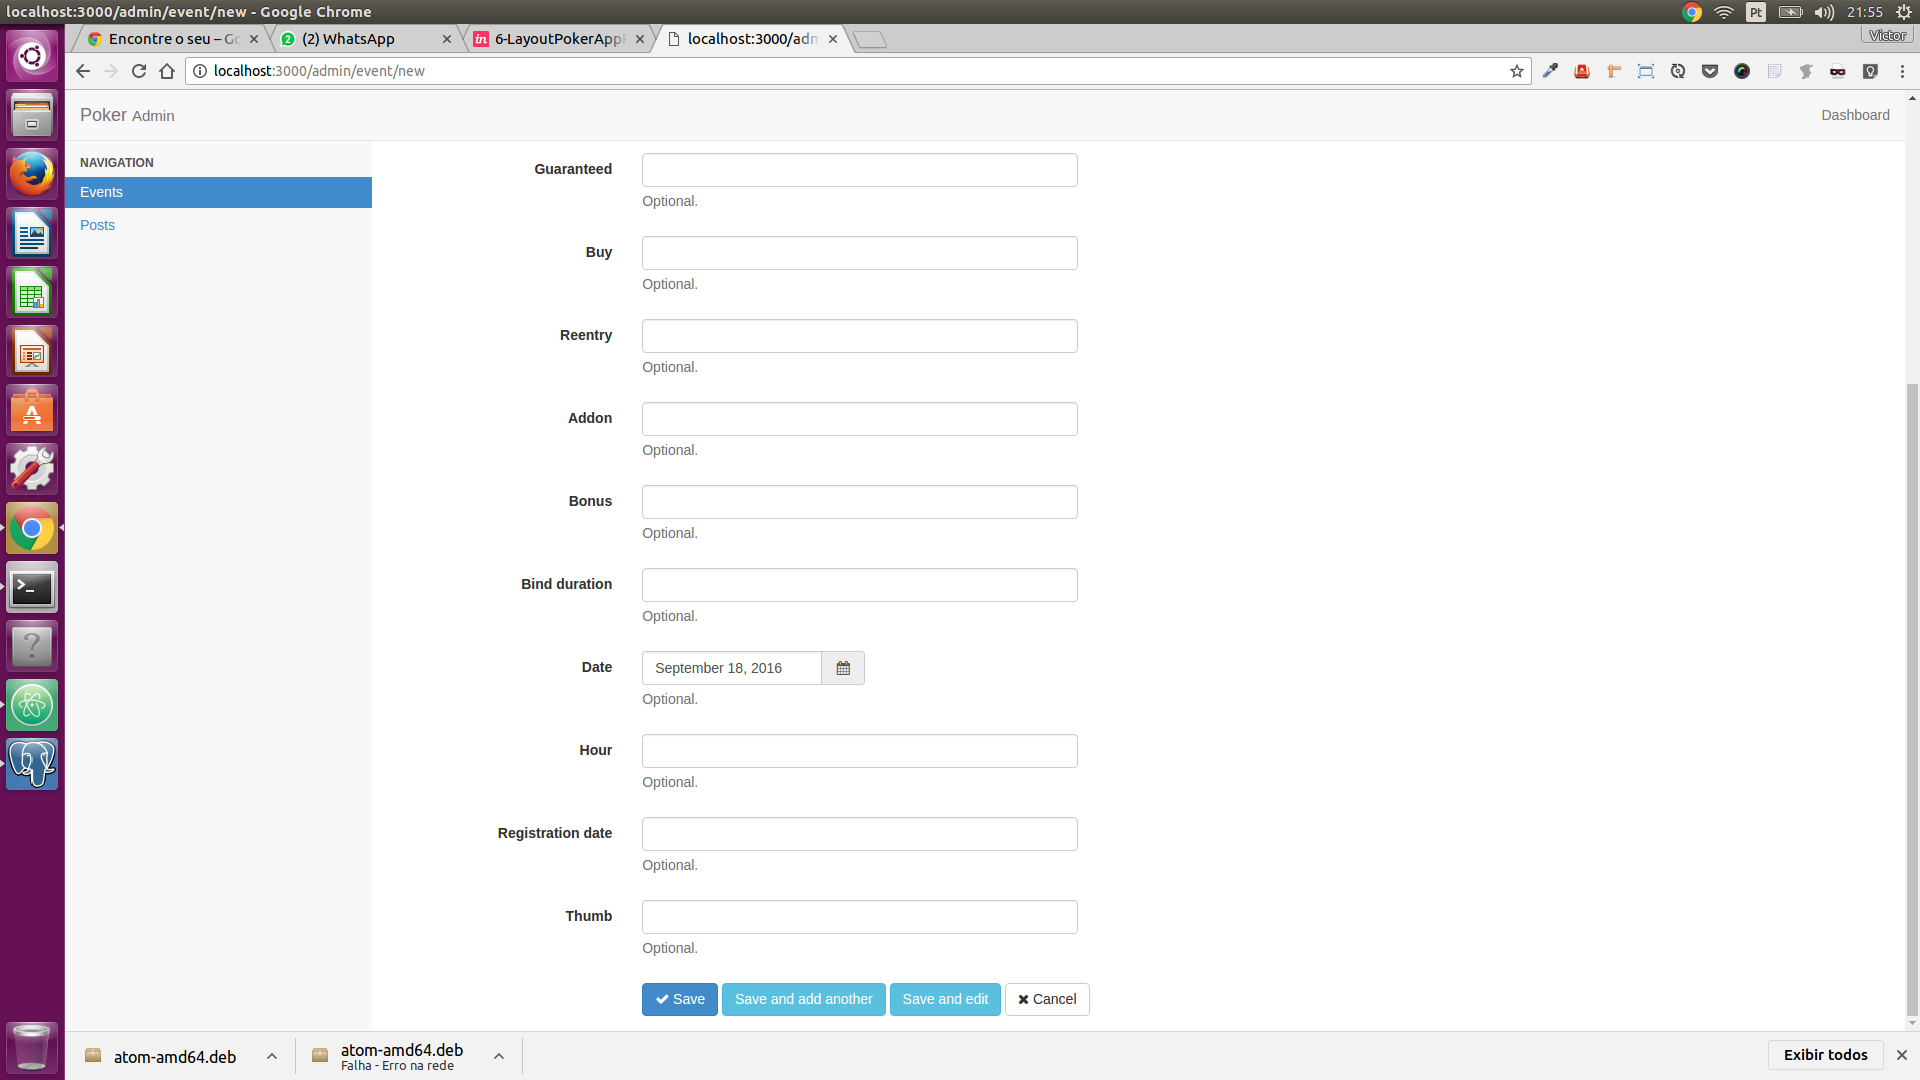 localhost:3000/admin/event/new - Google Chrome
Pt
21:55
Encontre o seu – Go
(2) WhatsApp
6-LayoutPokerApp
localhost:3000/adm
Victor
localhost:3000/admin/event/new
Poker Admin
Dashboard
NAVIGATION
Events
Posts
Guaranteed
Optional.
Buy
Optional.
Reentry
Optional.
Addon
Optional.
Bonus
Optional.
Bind duration
Optional.
Date
September 18, 2016
Optional.
Hour
Optional.
Registration date
Optional.
Thumb
Optional.
Save
Save and add another
Save and edit
Cancel
atom-amd64.deb
atom-amd64.deb
Falha - Erro na rede
Exibir todos